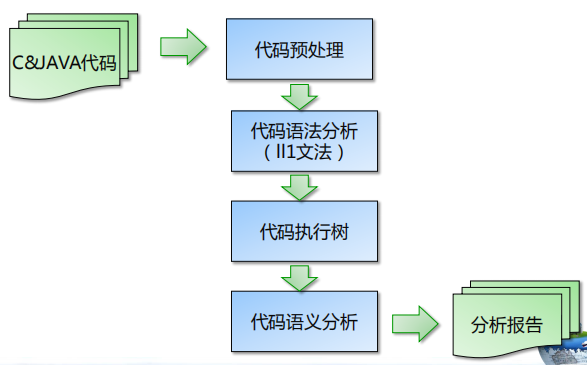 C&JAVA代码
代码预处理
代码语法分析
（ll1文法）
代码执行树
代码语义分析
分析报告